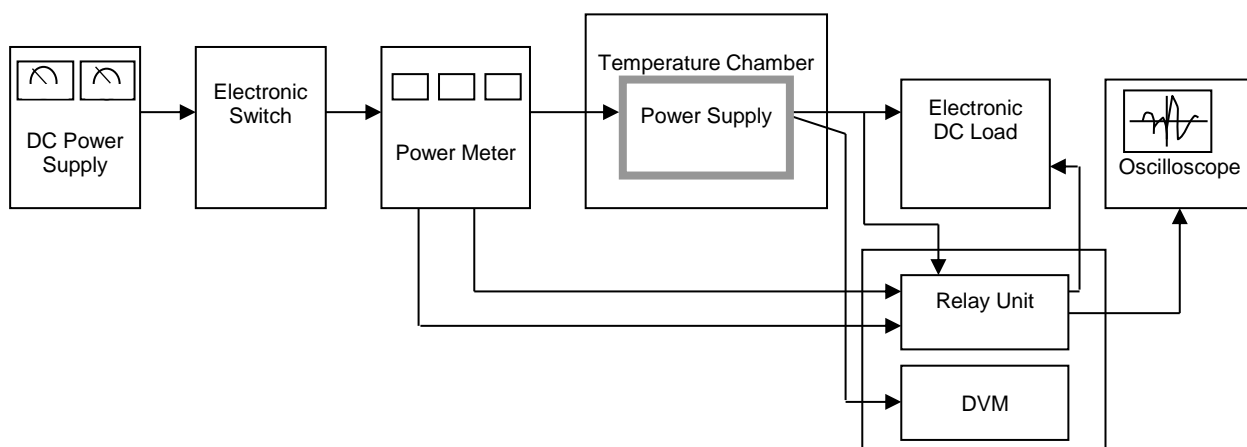 DC Power
Supply
Electronic
Switch
Power Meter
Temperature Chamber
Power Supply
Electronic
DC Load
Oscilloscope
Relay Unit
DVM